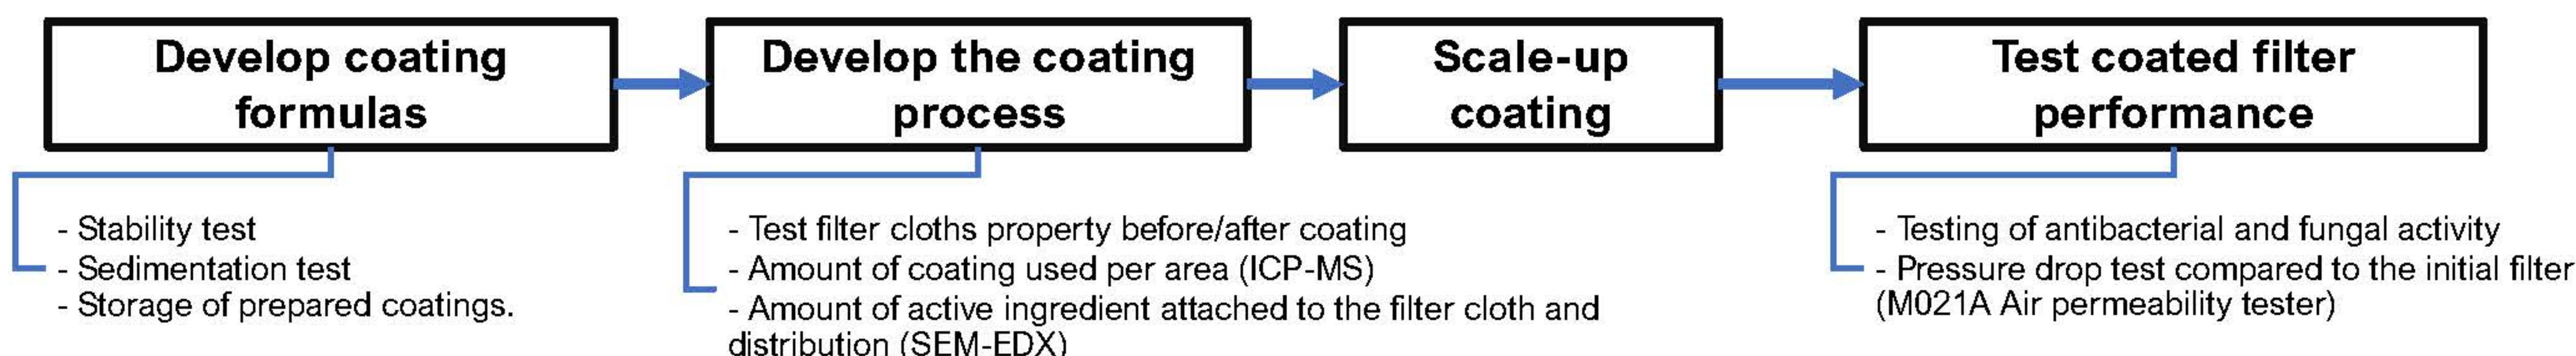 Develop coating
formulas
Develop the coating
process
Scale-up
coating
Test coated filter
performance
- Stability test
- Sedimentation test
- Storage of prepared coatings.
- Test filter cloths property before/after coating
- Amount of coating used per area (ICP-MS)
- Amount of active ingredient attached to the filter cloth and
distribution (SEM-EDX)
- Testing of antibacterial and fungal activity
- Pressure drop test compared to the initial filter
(M021A Air permeability tester)